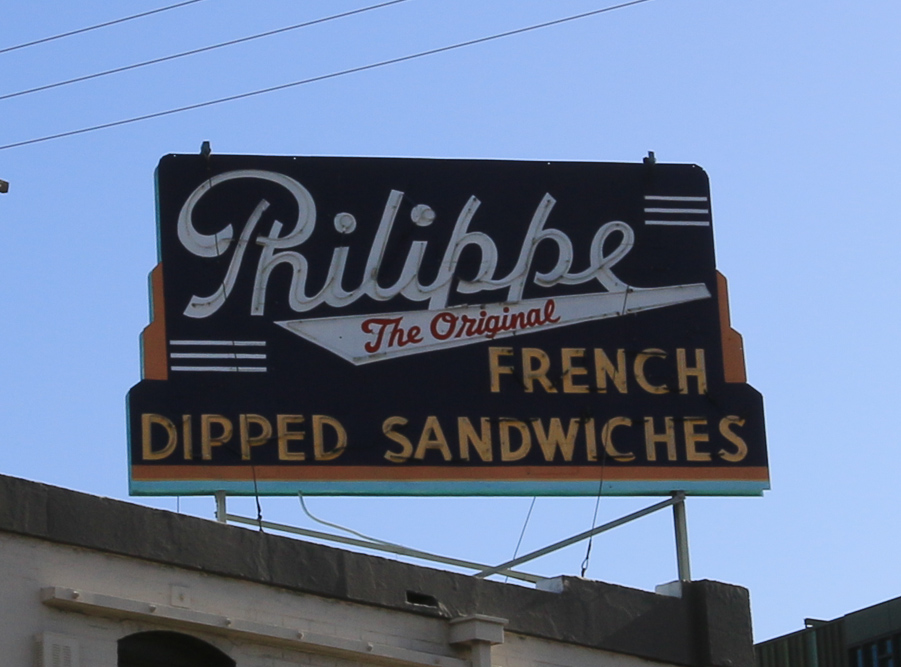 Philippe
The Original
FRENCH
DIPPED SANDWICHES